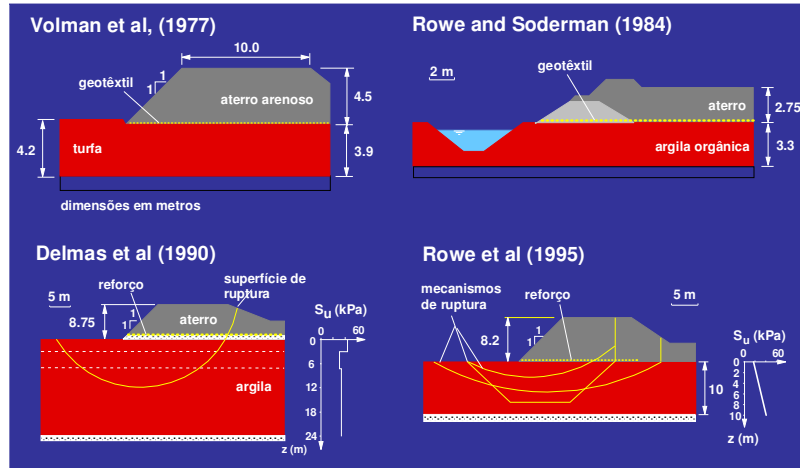 Volman et al, (1977)
10.0
1
1
geotêxtil
aterro arenoso
4.5
4.2
turfa
3.9
dimensões em metros
Rowe and Soderman (1984)
2 m
geotêxtil
aterro
2.75
argila orgânica
3.3
Delmas et al (1990)
5 m
reforço
superfície de
ruptura
8.75
1
1
aterro
argila
Su (kPa)
0 60
0
6
12
18
24
z (m)
Rowe et al (1995)
mecanismos
de ruptura
reforço
5 m
8.2
1
1
10
Su (kPa)
0 60
0
2
4
6
8
10
z (m)